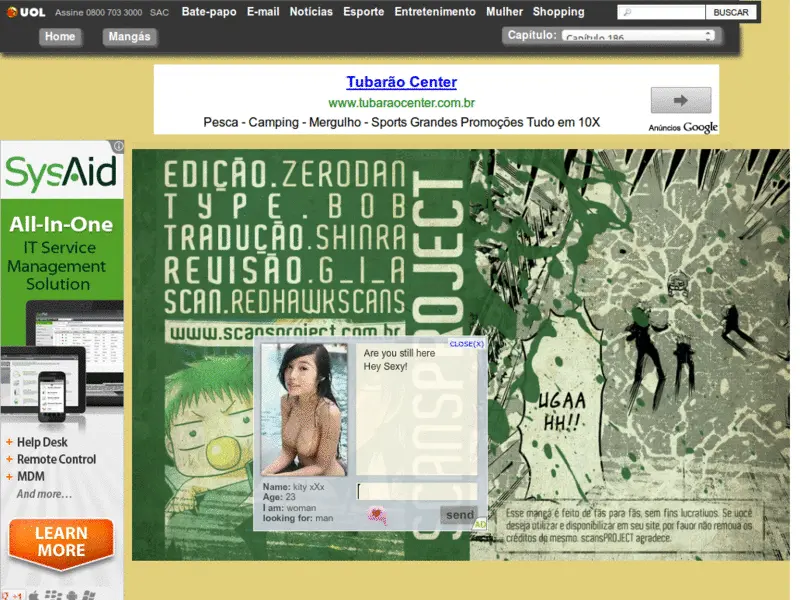 UOL Assine 0800 703 3000 SAC Bate-papo E-mail Notícias Esporte Entretenimento Mulher Shopping BUSCAR
Home Mangás Capitulo: Capítulo 186
Tubarão Center
www.tubaraocenter.com.br
Pesca - Camping - Mergulho - Sports Grandes Promoções Tudo em 10X
Anúncios Google
SysAid
All-In-One
IT Service
Management
Solution
+ Help Desk
+ Remote Control
+ MDM
And more...
LEARN
MORE
+1
EDIÇÃO.ZERODAN
TYPE.BOB
TRADUÇÃO.SHINRA
REVISÃO.G_I_A
SCAN.REDHAWKSCANS
www.scansproject.com.br
SCANSPROJECT
CLOSE(X)
Are you still here
Hey Sexy!
Name: kity xXx
Age: 23
I am: woman
looking for: man
send
AD
UGAA
HH!!
Esse mangá é feito de fãs para fãs, sem fins lucrativos. Se você
deseja utilizar e disponibilizar em seu site, por favor não remova os
créditos do mesmo. scansPROJECT agradece.